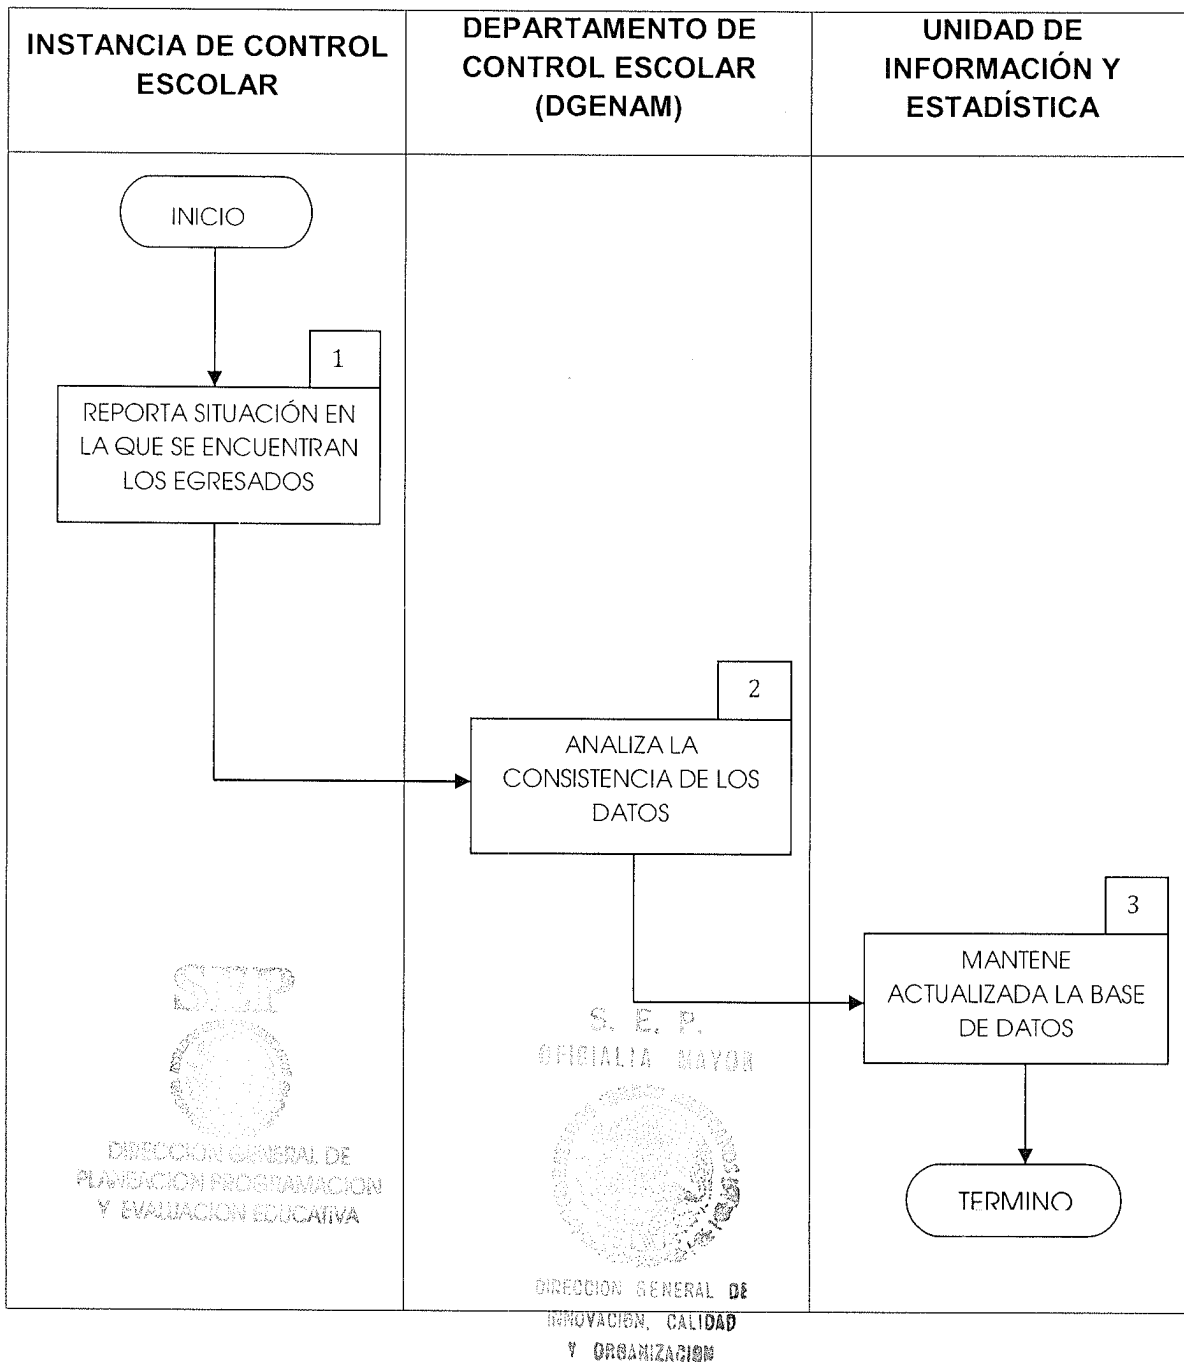 INSTANCIA DE CONTROL
ESCOLAR
DEPARTAMENTO DE
CONTROL ESCOLAR
(DGENAM)
UNIDAD DE
INFORMACIÓN Y
ESTADÍSTICA
INICIO
1
REPORTA SITUACIÓN EN
LA QUE SE ENCUENTRAN
LOS EGRESADOS
2
ANALIZA LA
CONSISTENCIA DE LOS
DATOS
3
MANTENE
ACTUALIZADA LA BASE
DE DATOS
TERMINO
SEP
DIRECCION GENERAL DE
PLANEACION PROGRAMACION
Y EVALUACION EDUCATIVA
S. E. P.
OFICIALIA MAYOR
DIRECCION GENERAL DE
INNOVACION, CALIDAD
Y ORGANIZACION